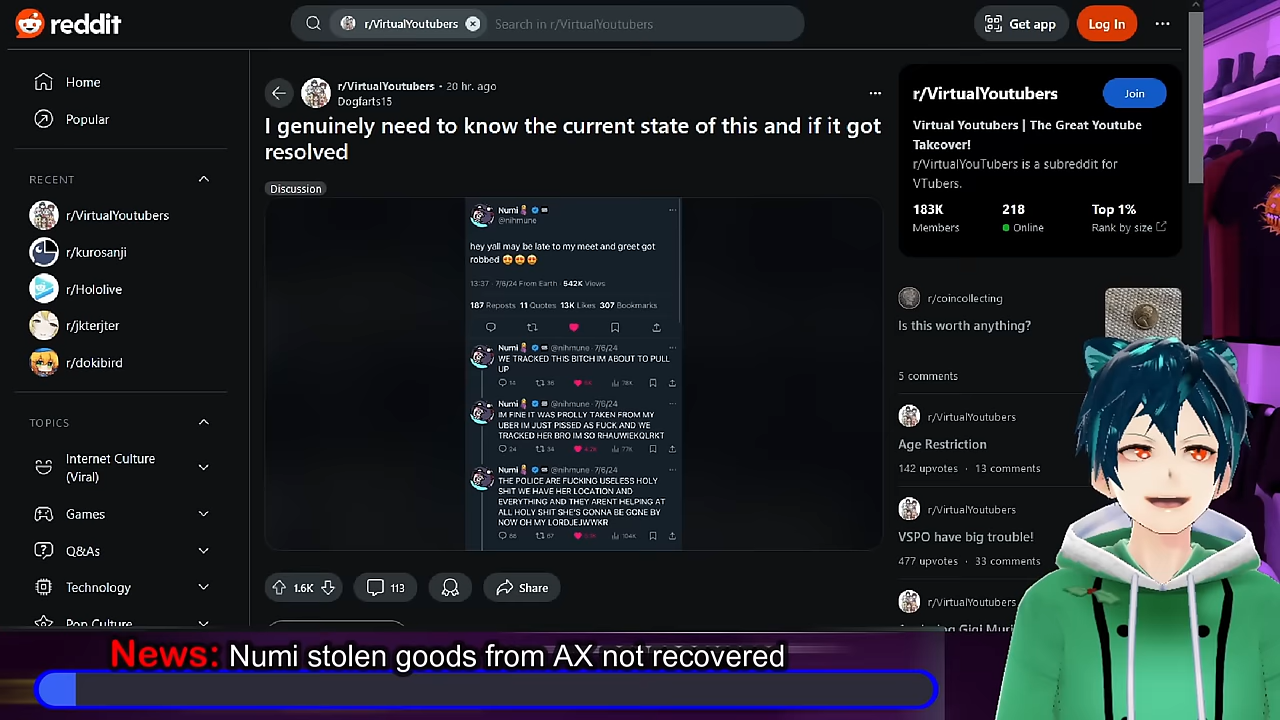 reddit
r/VirtualYoutubers
Search in r/VirtualYoutubers
Get app
Log In
Home
Popular
RECENT
r/VirtualYoutubers
r/kurosanji
r/Hololive
r/jkterjter
r/dokibird
TOPICS
Internet Culture
(Viral)
Games
Q&As
Technology
Pop Culture
r/VirtualYoutubers • 20 hr. ago
Dogfarts15
I genuinely need to know the current state of this and if it got
resolved
Discussion
Numi
@nihmune
hey yall may be late to my meet and greet got
robbed 😍😍😍
13:37 · 7/6/24 From Earth · 542K Views
187 Reposts 11 Quotes 13K Likes 307 Bookmarks
Numi @nihmune · 7/6/24
WE TRACKED THIS BITCH IM ABOUT TO PULL
UP
14 36 78K
Numi @nihmune · 7/6/24
IM FINE IT WAS PROLLY TAKEN FROM MY
UBER IM JUST PISSED AS FUCK AND WE
TRACKED HER BRO IM SO RHAUWIEKQLRKT
24 34 4.2K 77K
Numi @nihmune · 7/6/24
THE POLICE ARE FUCKING USELESS HOLY
SHIT WE HAVE HER LOCATION AND
EVERYTHING AND THEY ARENT HELPING AT
ALL HOLY SHIT SHE'S GONNA BE GONE BY
NOW OH MY LORDJEJWWKR
67 104K
1.6K
113
Share
r/VirtualYoutubers
Join
Virtual Youtubers | The Great Youtube
Takeover!
r/VirtualYouTubers is a subreddit for
VTubers.
183K 218 Top 1%
Members Online Rank by size
r/coincollecting
Is this worth anything?
5 comments
r/VirtualYoutubers
Age Restriction
142 upvotes · 13 comments
r/VirtualYoutubers
VSPO have big trouble!
477 upvotes · 33 comments
r/VirtualYoutubers
News: Numi stolen goods from AX not recovered